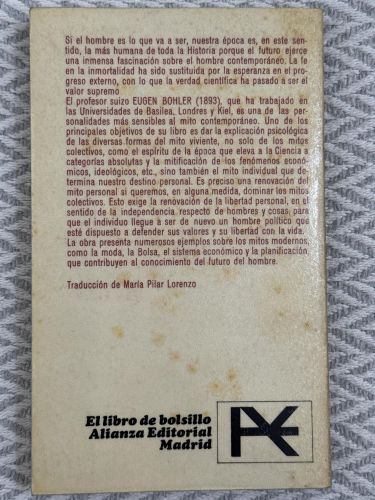 Si el hombre es lo que va a ser, nuestra época es, en este sen-
tido, la más humana de toda la Historia porque el futuro ejerce
una inmensa fascinación sobre el hombre contemporáneo. La fe
en la inmortalidad ha sido sustituida por la esperanza en el pro-
greso externo, con lo que la verdad científica ha pasado a ser el
valor supremo
El profesor suizo EUGEN BOHLER (1893), que ha trabajado en
las Universidades de Basilea, Londres y Kiel, es una de las per-
sonalidades más sensibles al mito contemporáneo. Uno de los
principales objetivos de su libro es dar la explicación psicológica
de las diversas formas del mito viviente, no solo de los mitos
colectivos, como el espíritu de la época que eleva a la Ciencia a
categorías absolutas y la mitificación de los fenómenos econó-
micos, ideológicos, etc., sino también el mito individual que de-
termina nuestro destino personal. Es preciso una renovación del
mito personal si queremos, en alguna medida, dominar los mitos
colectivos. Esto exige la renovación de la libertad personal, en el
sentido de la independencia respecto de hombres y cosas, para
que el individuo llegue a ser de nuevo un hombre político que
esté dispuesto a defender sus valores y su libertad con la vida.
La obra presenta numerosos ejemplos sobre los mitos modernos,
como la moda, la Bolsa, el sistema económico y la planificación,
que contribuyen al conocimiento del futuro del hombre.
Traducción de María Pilar Lorenzo
El libro de bolsillo
Alianza Editorial
Madrid